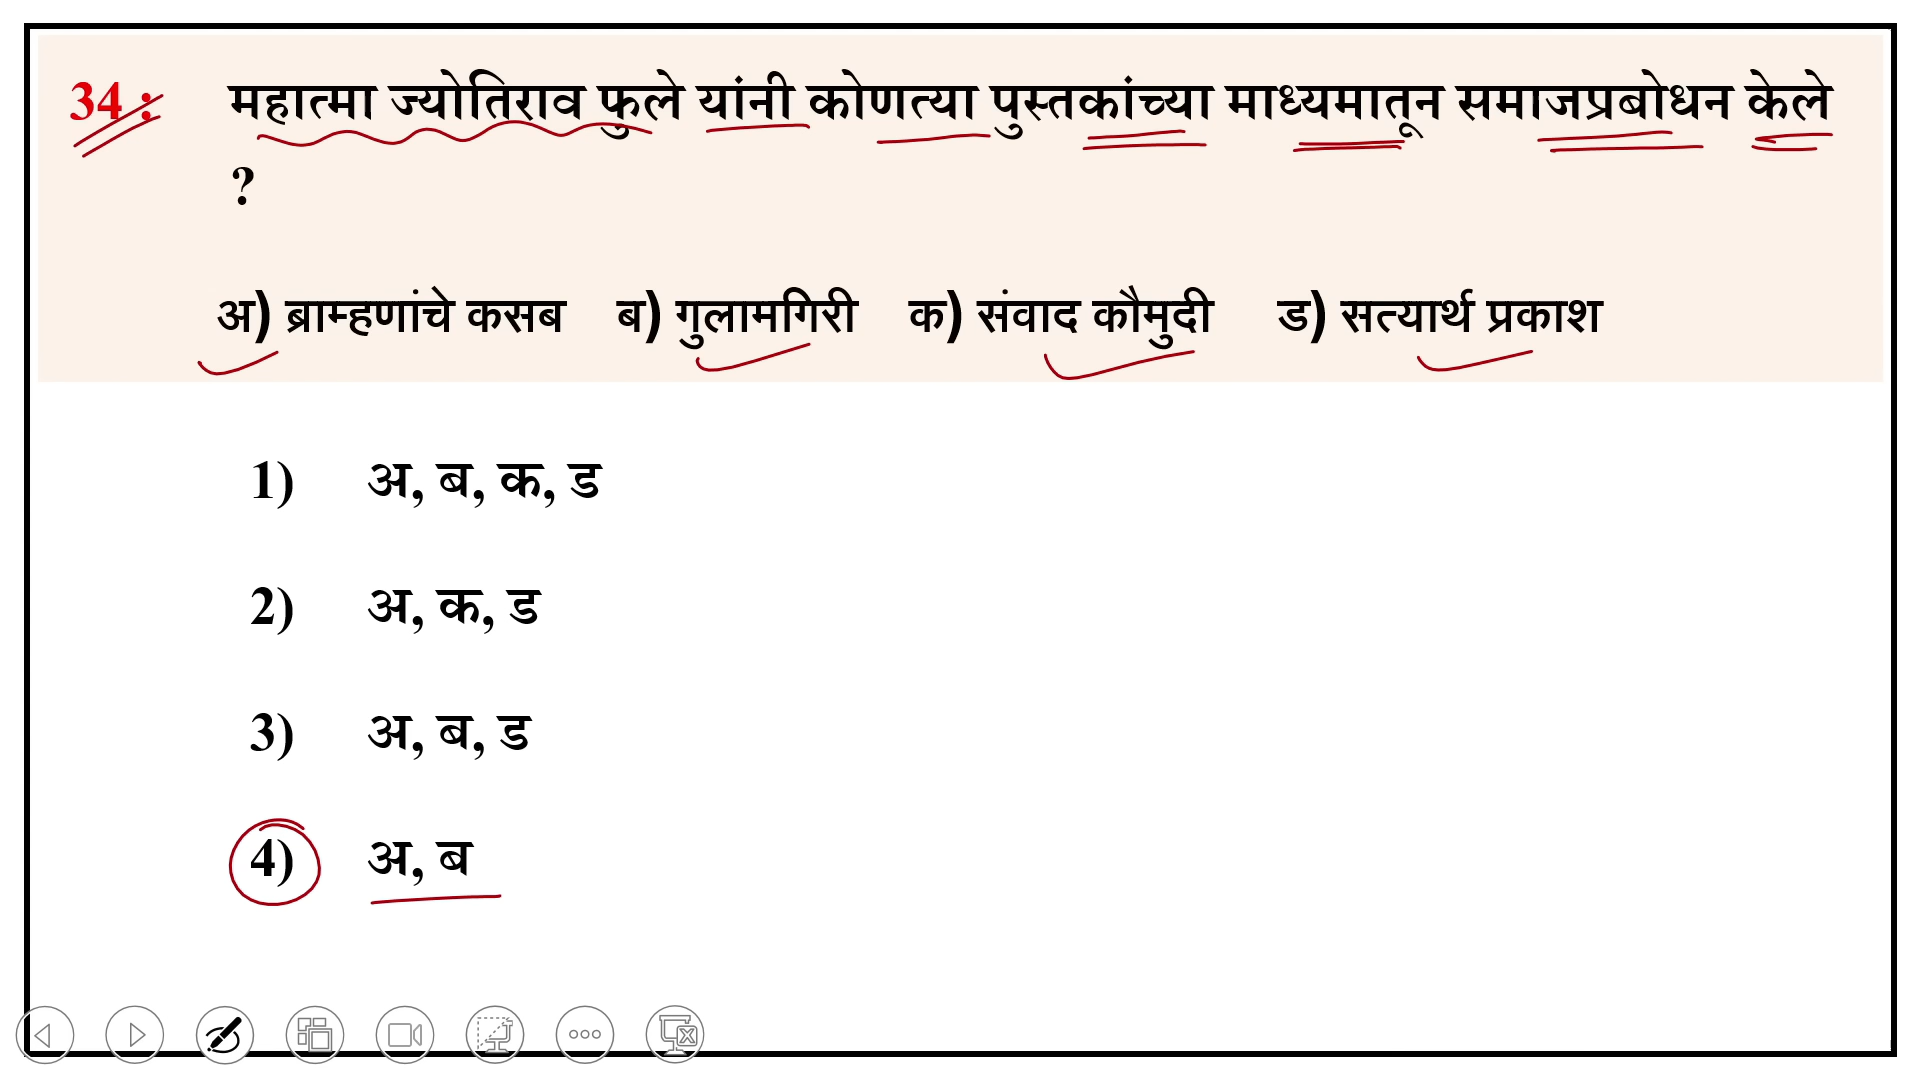 34 : महात्मा ज्योतिराव फुले यांनी कोणत्या पुस्तकांच्या माध्यमातून समाजप्रबोधन केले
?
अ) ब्राम्हणांचे कसब ब) गुलामगिरी क) संवाद कौमुदी ड) सत्यार्थ प्रकाश
1) अ, ब, क, ड
2) अ, क, ड
3) अ, ब, ड
4) अ, ब